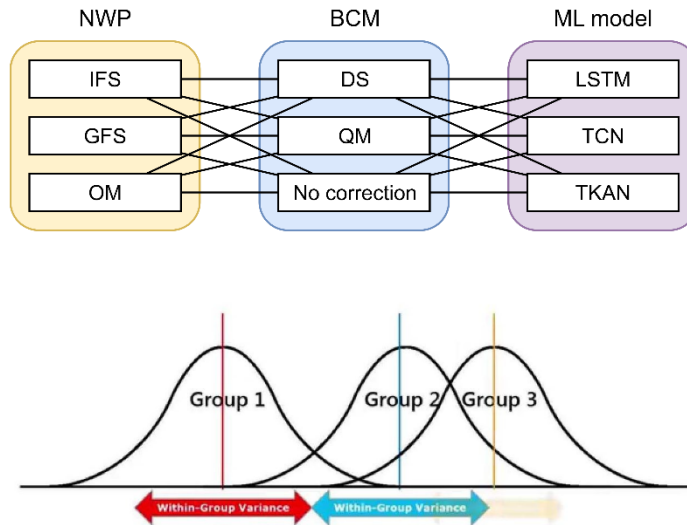 NWP BCM ML model
IFS DS LSTM
GFS QM TCN
OM No correction TKAN
Group 1 Group 2 Group 3
Within-Group Variance Within-Group Variance